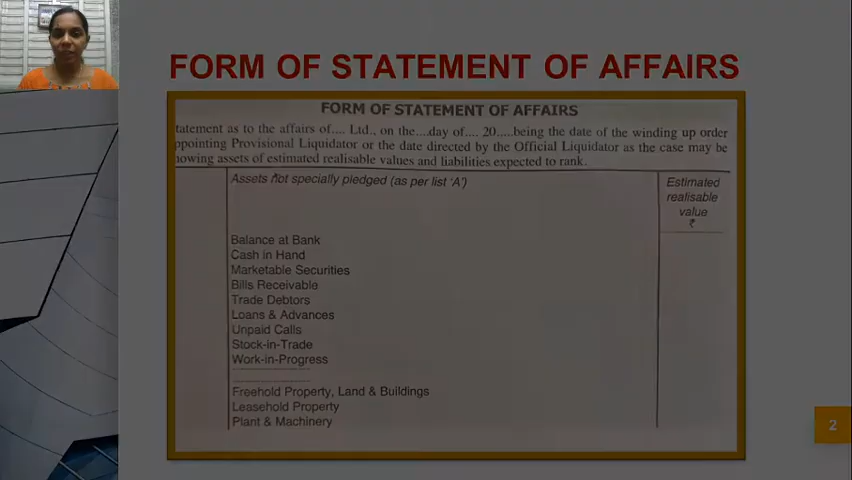 FORM OF STATEMENT OF AFFAIRS
FORM OF STATEMENT OF AFFAIRS
tatement as to the affairs of.... Ltd., on the....day of.... 20.....being the date of the winding up order
ppointing Provisional Liquidator or the date directed by the Official Liquidator as the case may be
howing assets of estimated realisable values and liabilities expected to rank.
Assets not specially pledged (as per list 'A')
Estimated
realisable
value
₹
Balance at Bank
Cash in Hand
Marketable Securities
Bills Receivable
Trade Debtors
Loans & Advances
Unpaid Calls
Stock-in-Trade
Work-in-Progress
Freehold Property, Land & Buildings
Leasehold Property
Plant & Machinery
2